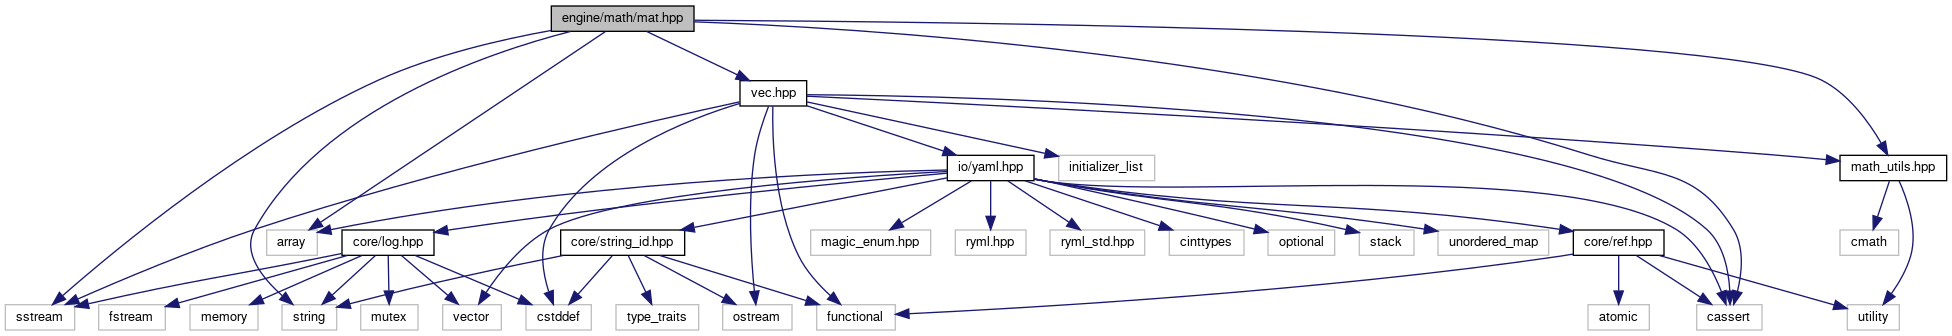 engine/math/mat.hpp
vec.hpp
io/yaml.hpp
initializer_list
math_utils.hpp
array
core/log.hpp
core/string_id.hpp
magic_enum.hpp
ryml.hpp
ryml_std.hpp
cinttypes
optional
stack
unordered_map
core/ref.hpp
cmath
sstream
fstream
memory
string
mutex
vector
cstddef
type_traits
ostream
functional
atomic
cassert
utility